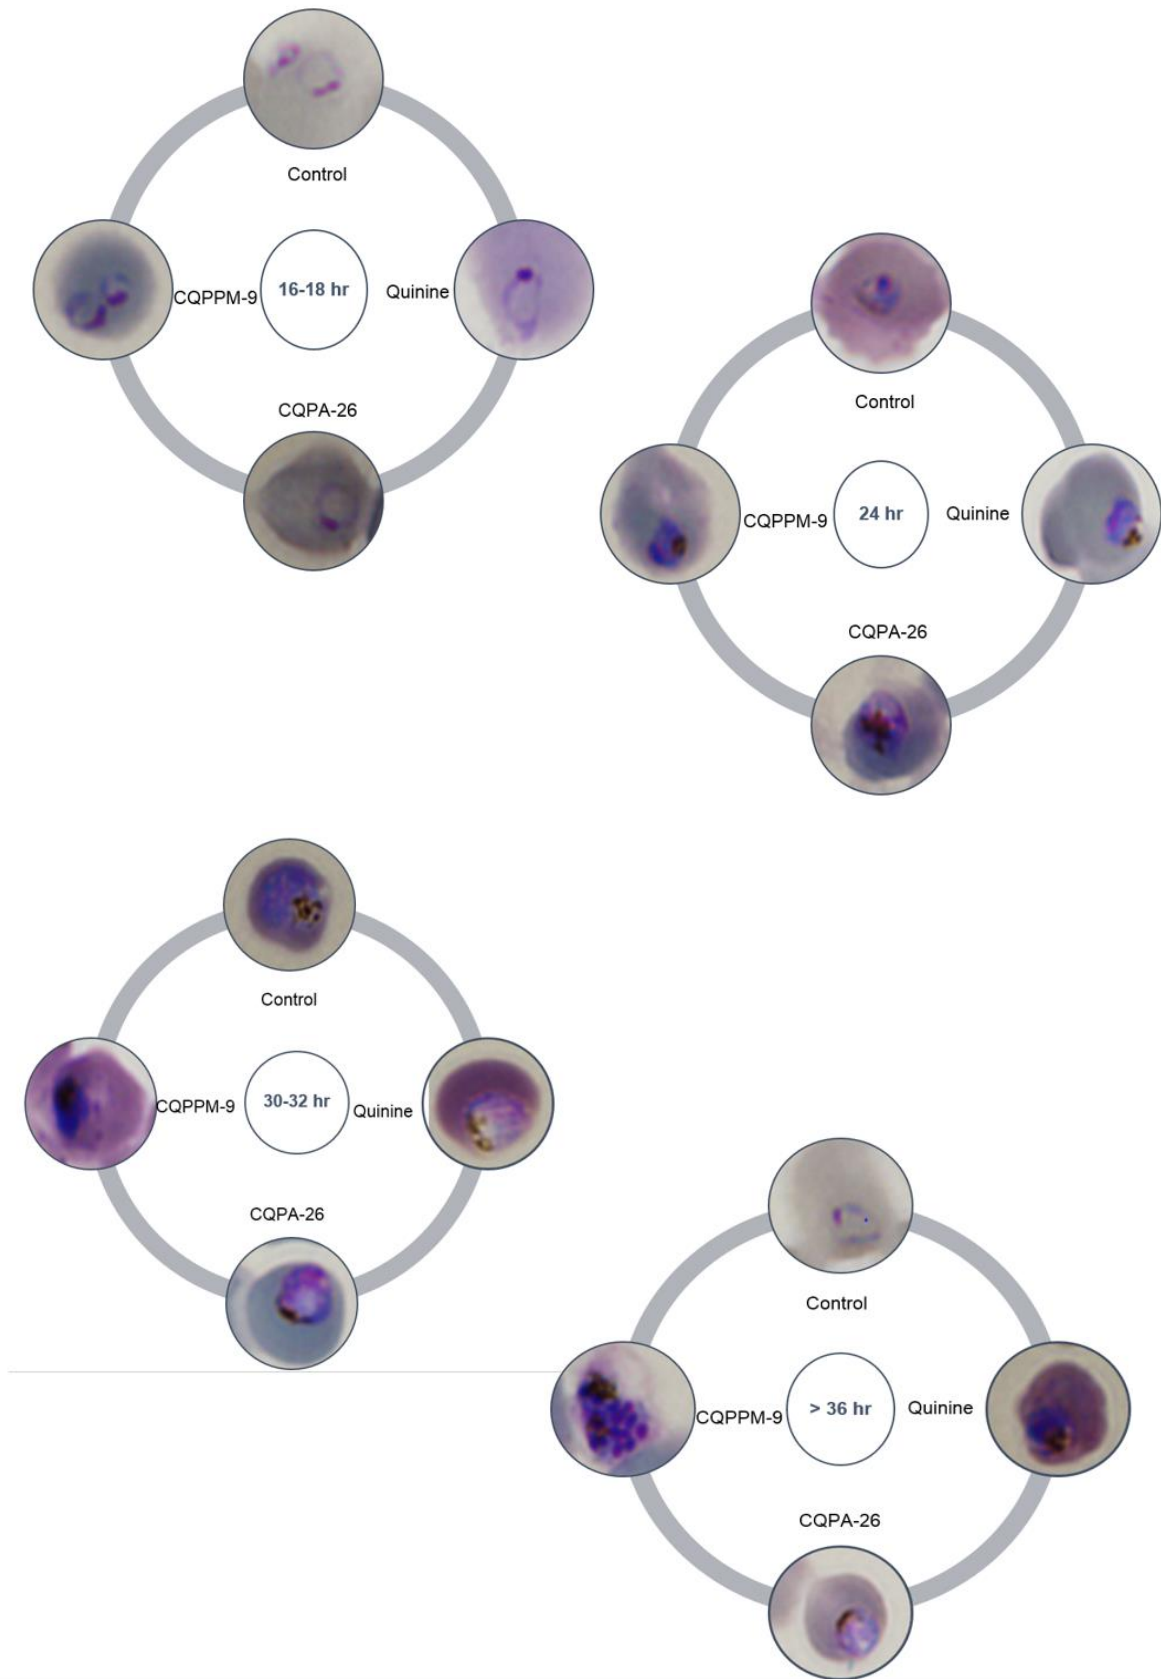 Control
CQPPM-9
16-18 hr
Quinine
CQPA-26
Control
CQPPM-9
24 hr
Quinine
CQPA-26
Control
CQPPM-9
30-32 hr
Quinine
CQPA-26
Control
CQPPM-9
> 36 hr
Quinine
CQPA-26